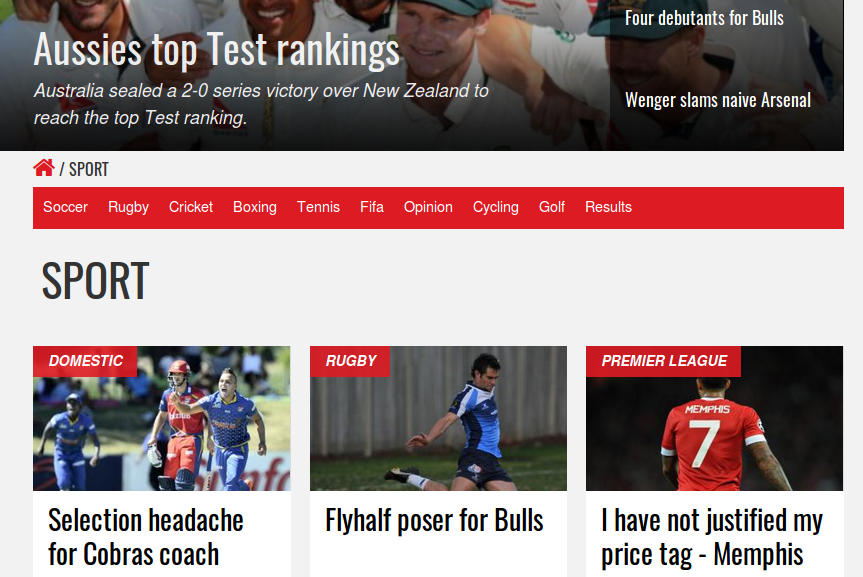 Four debutants for Bulls
Aussies top Test rankings
Australia sealed a 2-0 series victory over New Zealand to
reach the top Test ranking.
Wenger slams naive Arsenal
/ SPORT
Soccer Rugby Cricket Boxing Tennis Fifa Opinion Cycling Golf Results
SPORT
DOMESTIC
Selection headache
for Cobras coach
RUGBY
Flyhalf poser for Bulls
PREMIER LEAGUE
MEMPHIS
7
I have not justified my
price tag - Memphis